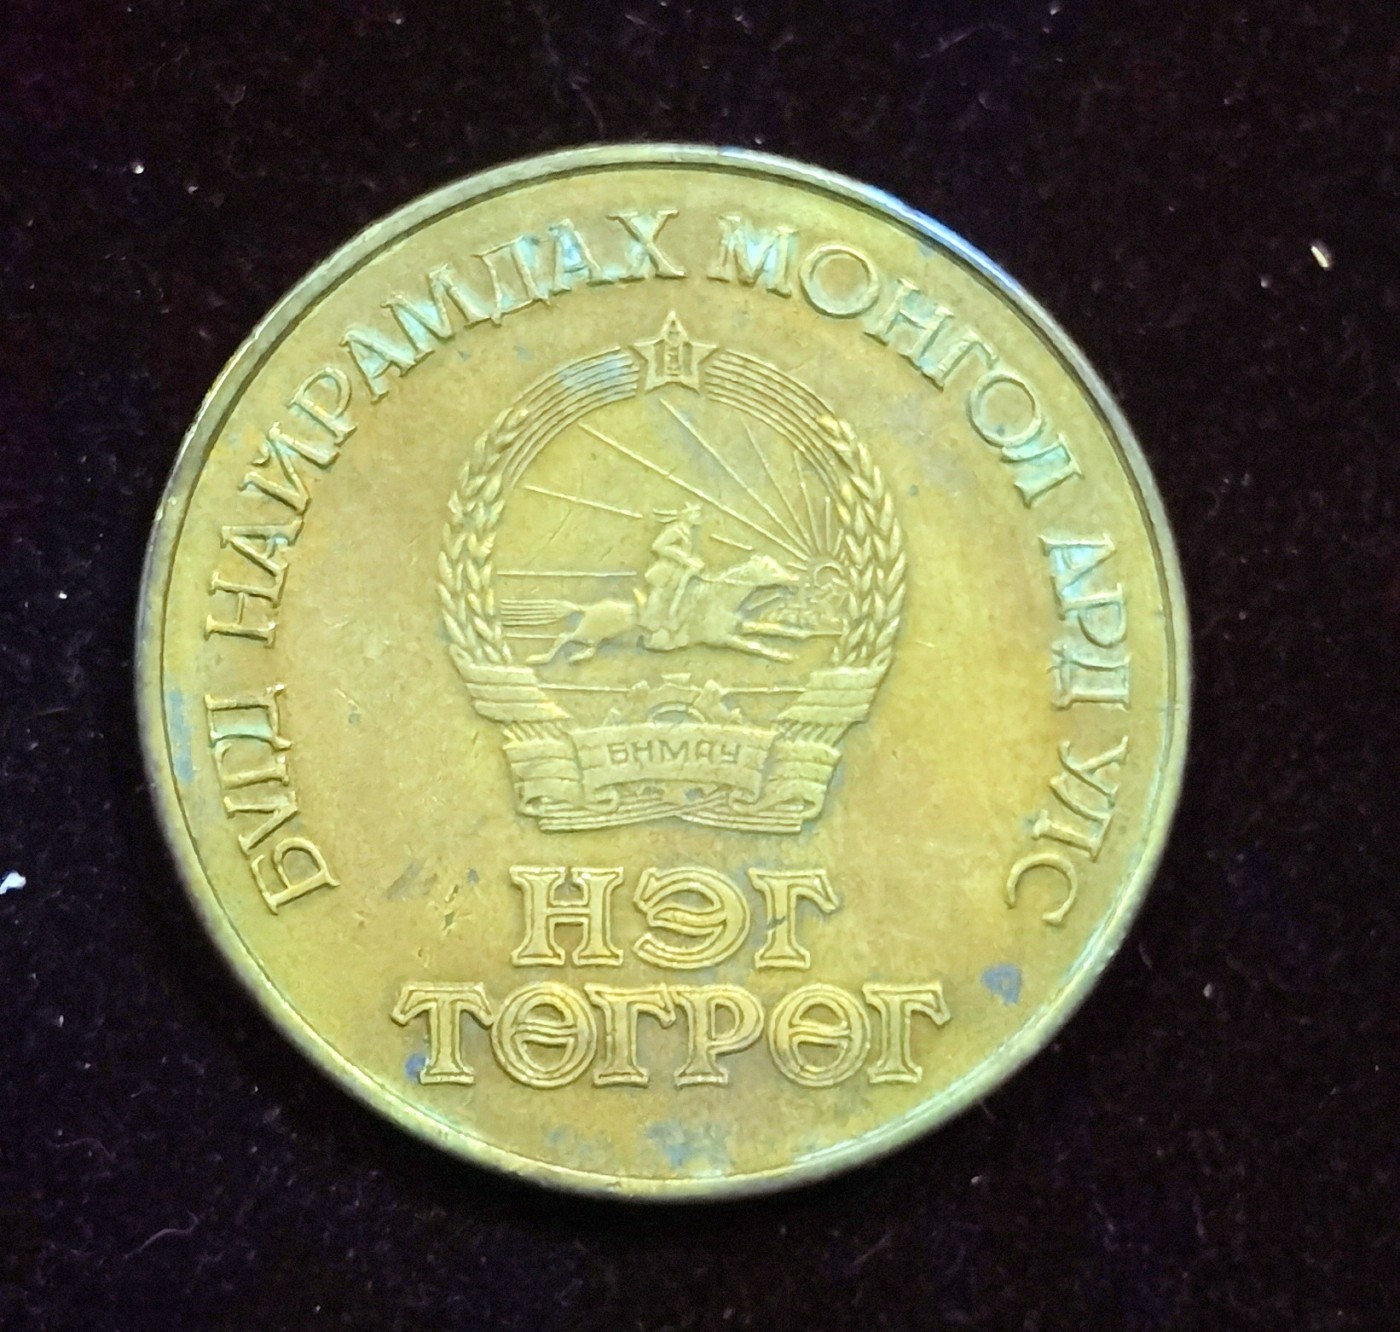 БҮГД НАЙРАМДАХ МОНГОЛ АРД УЛС
БНМАУ
НЭГ
ТӨГРӨГ